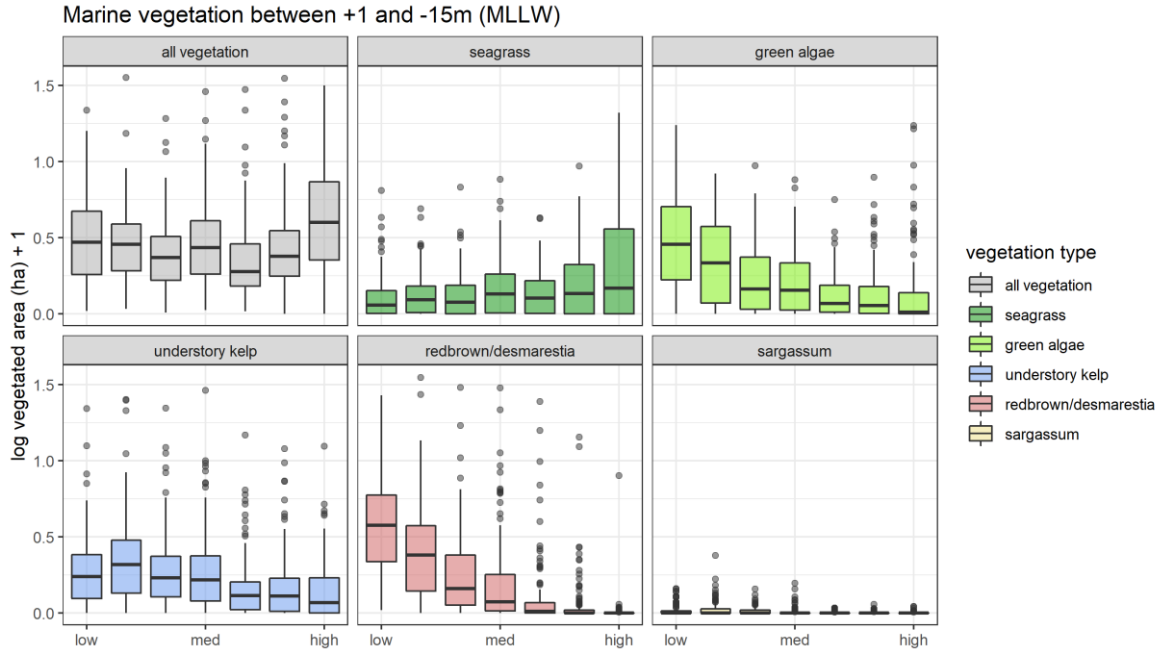 Marine vegetation between +1 and -15m (MLLW)
all vegetation
seagrass
green algae
log vegetated area (ha) + 1
1.5
1.0
0.5
0.0
understory kelp
redbrown/desmarestia
sargassum
1.5
1.0
0.5
0.0
low
med
high
low
med
high
low
med
high
vegetation type
all vegetation
seagrass
green algae
understory kelp
redbrown/desmarestia
sargassum